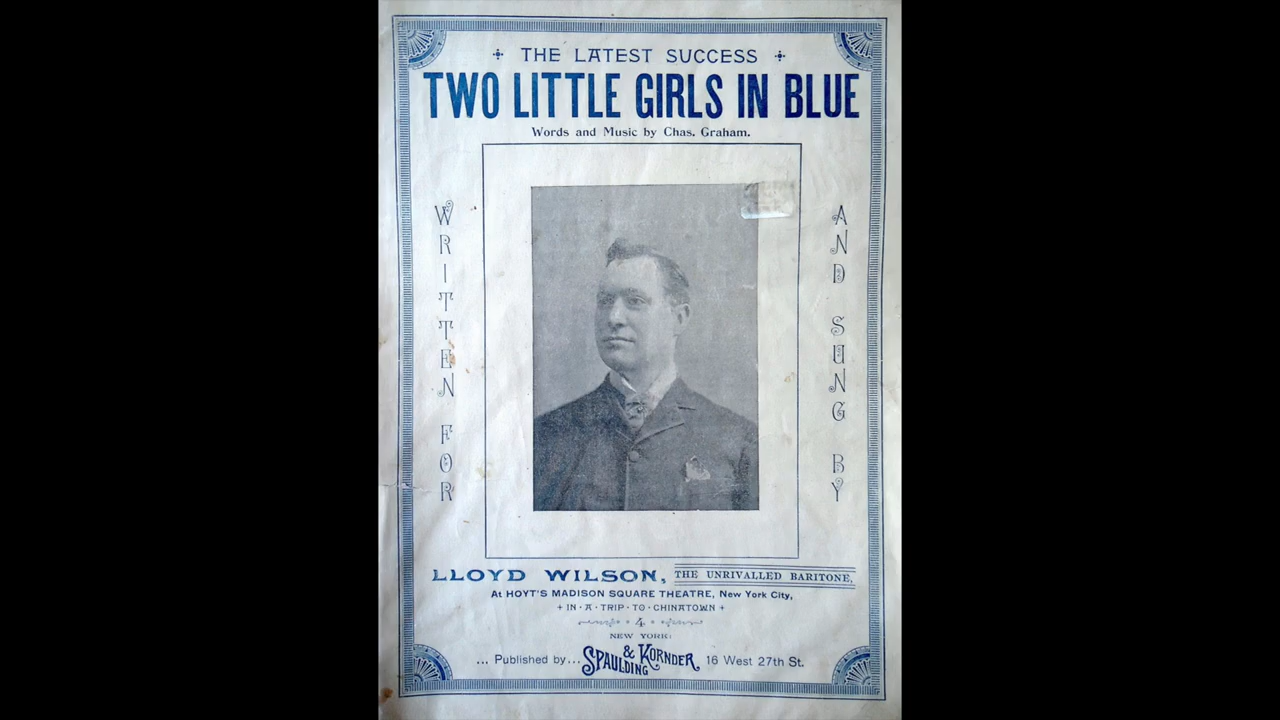 THE LATEST SUCCESS
TWO LITTLE GIRLS IN BLUE
Words and Music by Chas. Graham.
WRITTEN FOR
AND SUNG BY
LLOYD WILSON, THE UNRIVALLED BARITONE,
At HOYT'S MADISON SQUARE THEATRE, New York City,
+ IN · A · TRIP · TO · CHINATOWN +
4
NEW YORK:
... Published by... SPAULDING & KORNDER, 16 West 27th St.